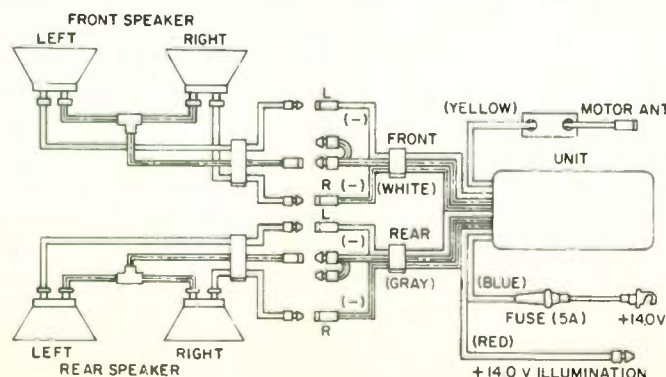 FRONT SPEAKER
LEFT
RIGHT
L
(-)
FRONT
(YELLOW)
MOTOR ANT
UNIT
R (-)
(WHITE)
L
(-)
REAR
(GRAY)
(-)
R
(BLUE)
FUSE (5A)
+14.0V
(RED)
+14.0 V ILLUMINATION
LEFT
RIGHT
REAR SPEAKER